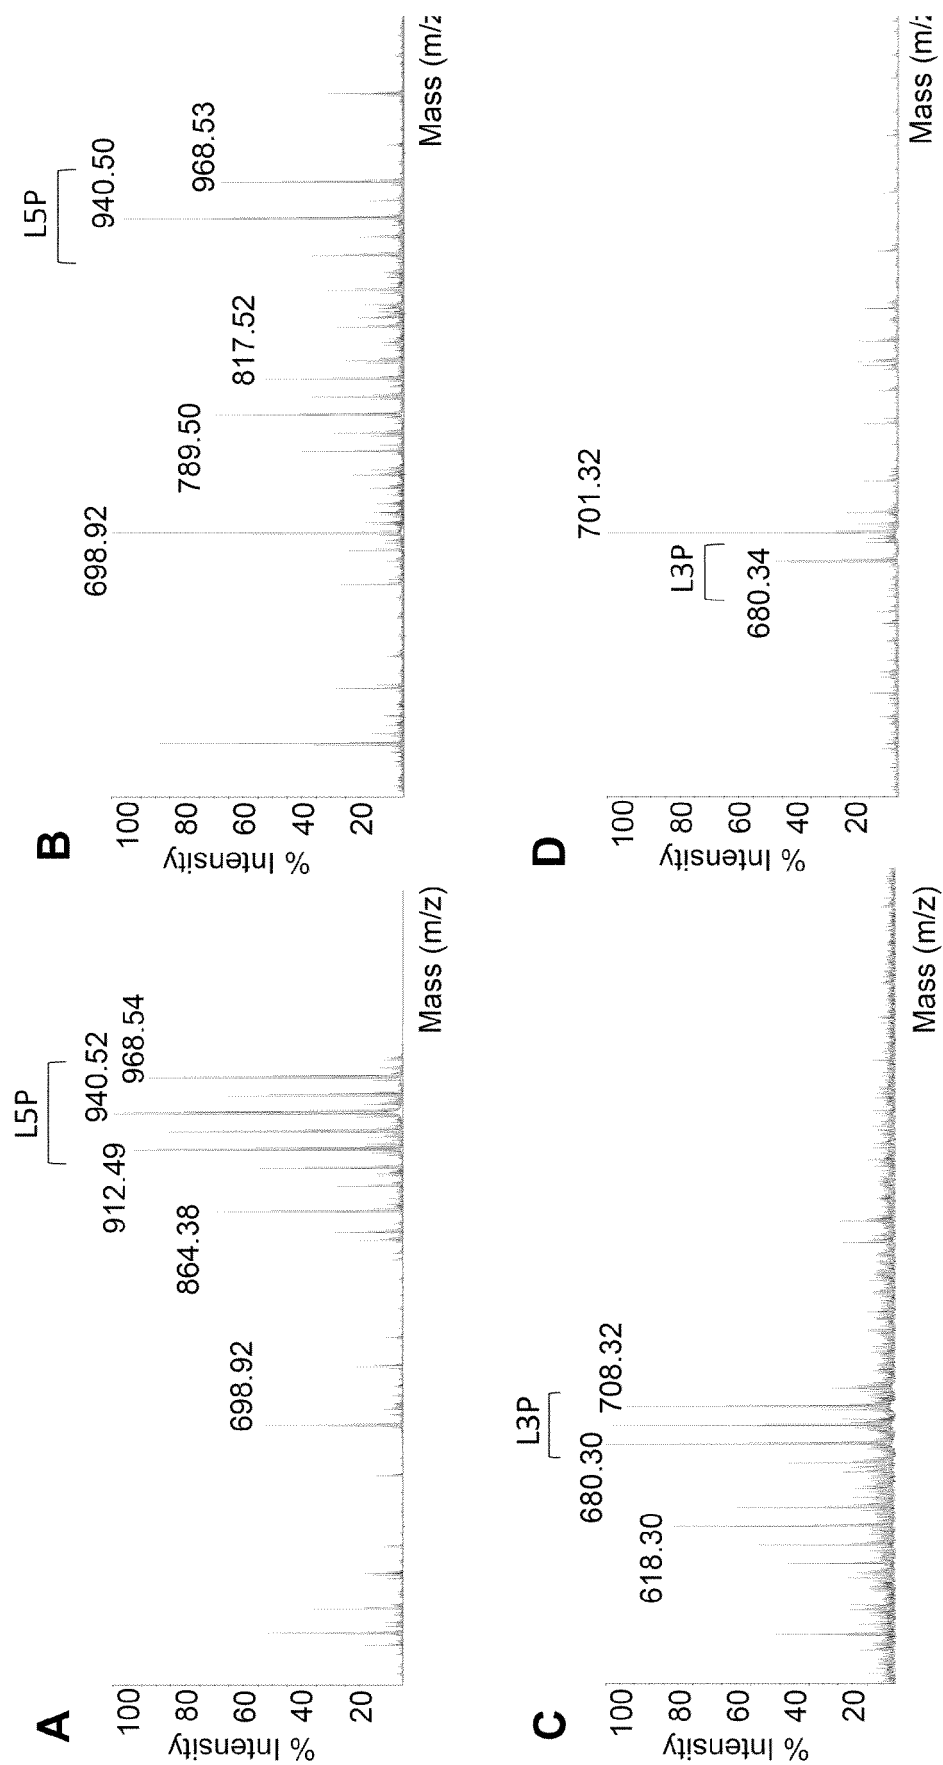 A
L5P
912.49
940.52
968.54
864.38
698.92
100
80
60
40
20
% Intensity
Mass (m/z)
B
L5P
940.50
968.53
698.92
789.50
817.52
100
80
60
40
20
% Intensity
Mass (m/z
C
L3P
680.30
708.32
618.30
100
80
60
40
20
% Intensity
Mass (m/z)
D
701.32
L3P
680.34
100
80
60
40
20
% Intensity
Mass (m/z